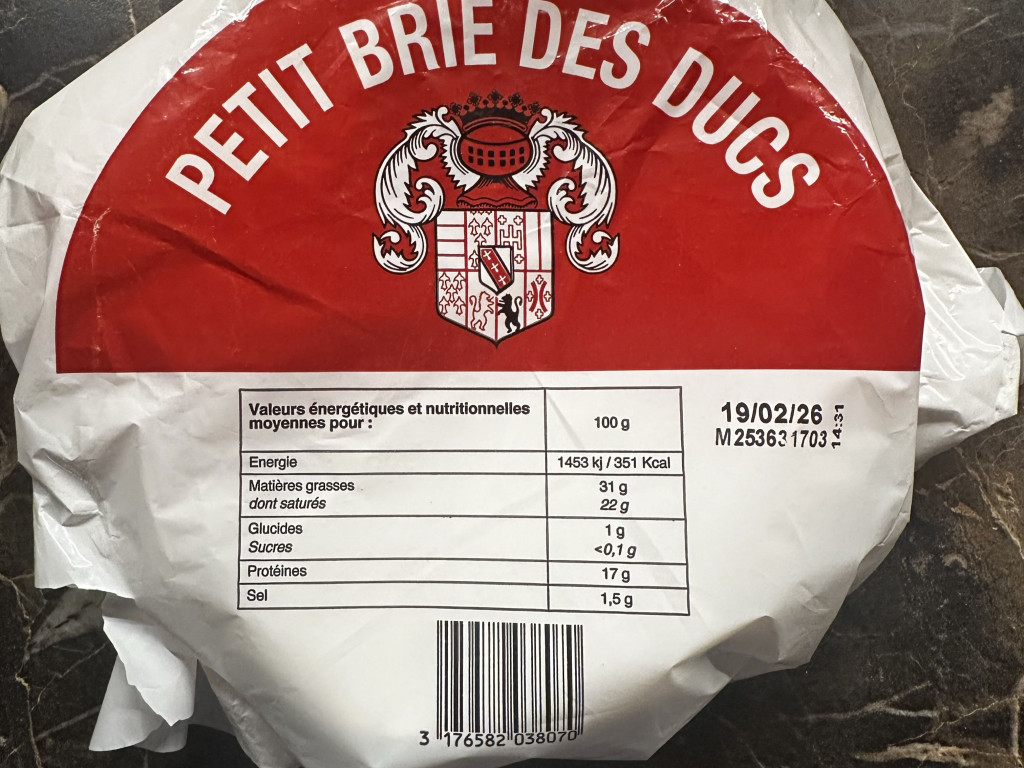 PETIT BRIE DES DUCS
19/02/26
M 25363 1703
14:31
Valeurs énergétiques et nutritionnelles
moyennes pour :
100 g
Energie 1453 kj / 351 Kcal
Matières grasses 31 g
dont saturés 22 g
Glucides 1 g
Sucres <0,1 g
Protéines 17 g
Sel 1,5 g
3 176582 038070